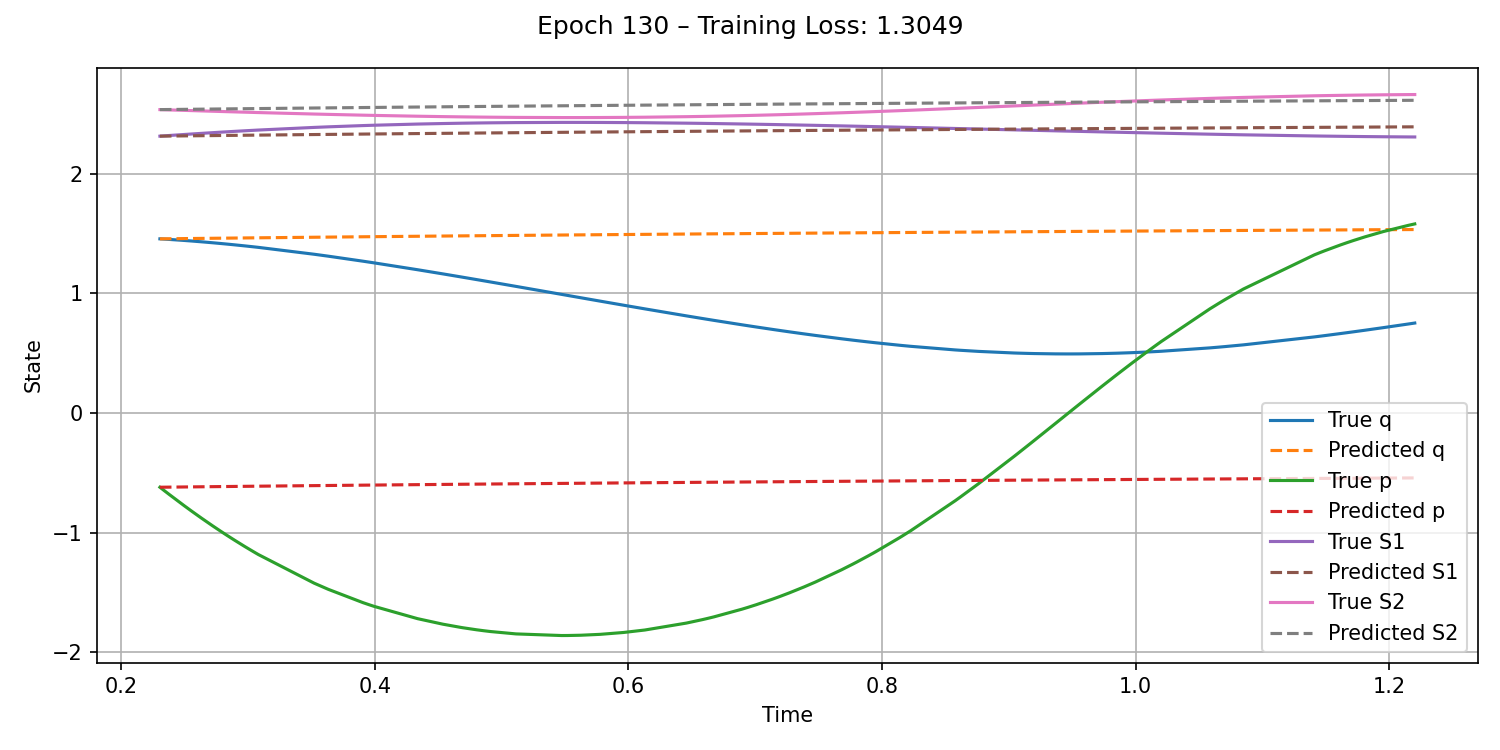 Epoch 130 – Training Loss: 1.3049
State
2
1
0
−1
−2
0.2
0.4
0.6
0.8
1.0
1.2
Time
True q
Predicted q
True p
Predicted p
True S1
Predicted S1
True S2
Predicted S2